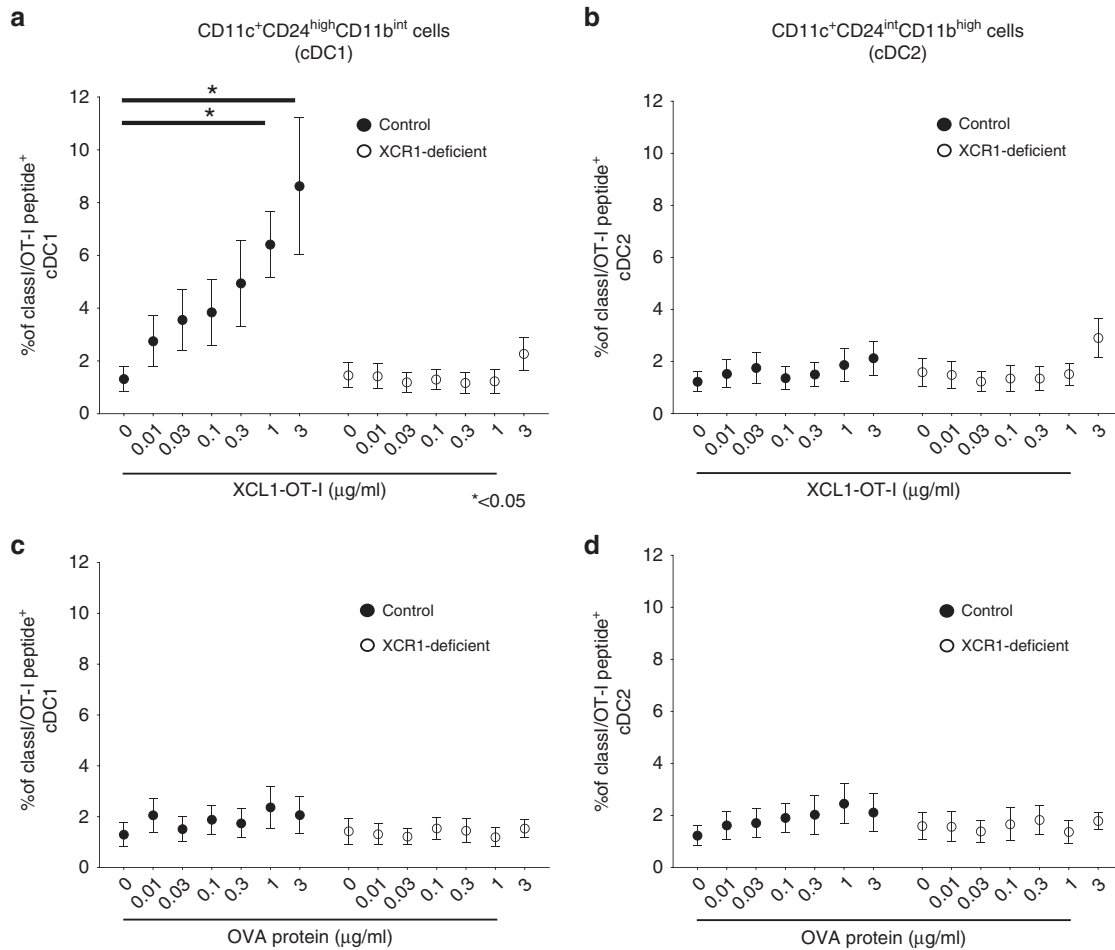 a
CD11c⁺CD24ʰⁱᵍʰCD11bⁱⁿᵗ cells
(cDC1)
%of classI/OT-I peptide⁺
cDC1
12
10
8
6
4
2
0
*
*
Control
XCR1-deficient
0 0.01 0.03 0.1 0.3 1 3 0 0.01 0.03 0.1 0.3 1 3
XCL1-OT-I (μg/ml)
*<0.05
b
CD11c⁺CD24ⁱⁿᵗCD11bʰⁱᵍʰ cells
(cDC2)
%of classI/OT-I peptide⁺
cDC2
12
10
8
6
4
2
0
Control
XCR1-deficient
0 0.01 0.03 0.1 0.3 1 3 0 0.01 0.03 0.1 0.3 1 3
XCL1-OT-I (μg/ml)
c
%of classI/OT-I peptide⁺
cDC1
12
10
8
6
4
2
0
Control
XCR1-deficient
0 0.01 0.03 0.1 0.3 1 3 0 0.01 0.03 0.1 0.3 1 3
OVA protein (μg/ml)
d
%of classI/OT-I peptide⁺
cDC2
12
10
8
6
4
2
0
Control
XCR1-deficient
0 0.01 0.03 0.1 0.3 1 3 0 0.01 0.03 0.1 0.3 1 3
OVA protein (μg/ml)